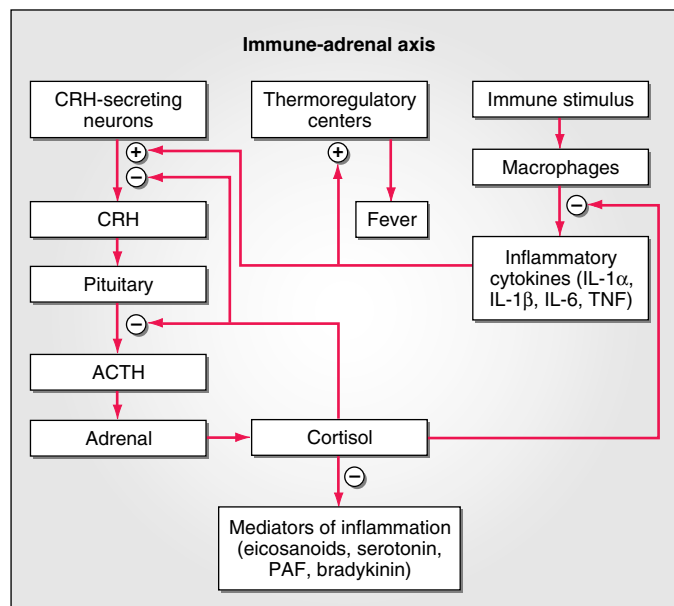 Immune-adrenal axis
CRH-secreting
neurons
Thermoregulatory
centers
Immune stimulus
+
−
+
Macrophages
−
CRH
Fever
Inflammatory
cytokines (IL-1α,
IL-1β, IL-6, TNF)
Pituitary
−
ACTH
Adrenal
Cortisol
−
Mediators of inflammation
(eicosanoids, serotonin,
PAF, bradykinin)